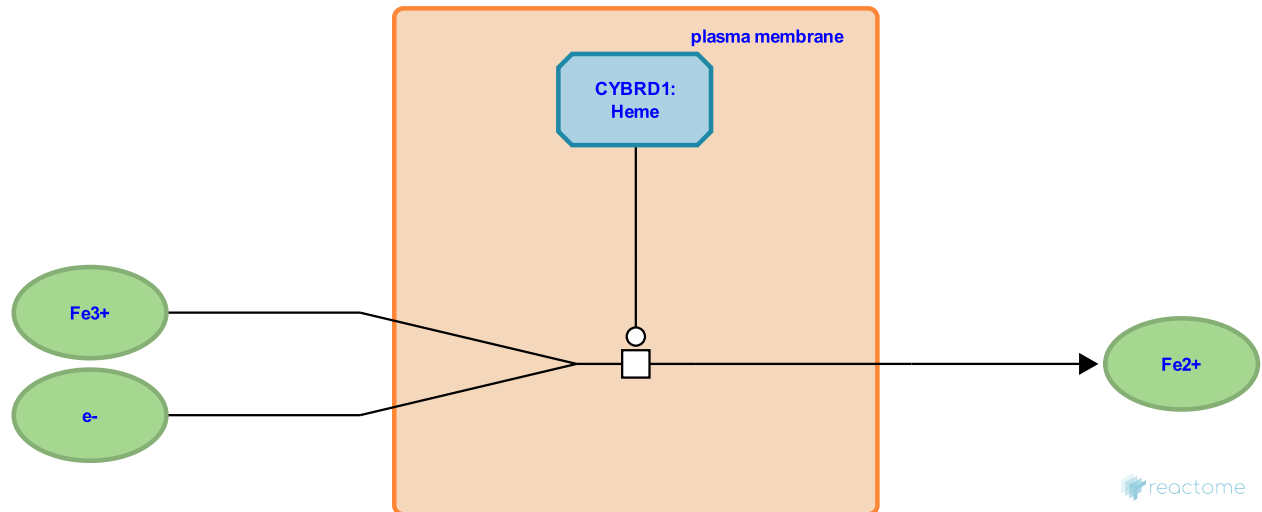 plasma membrane
CYBRD1:
Heme
Fe3+
e-
Fe2+
reactome